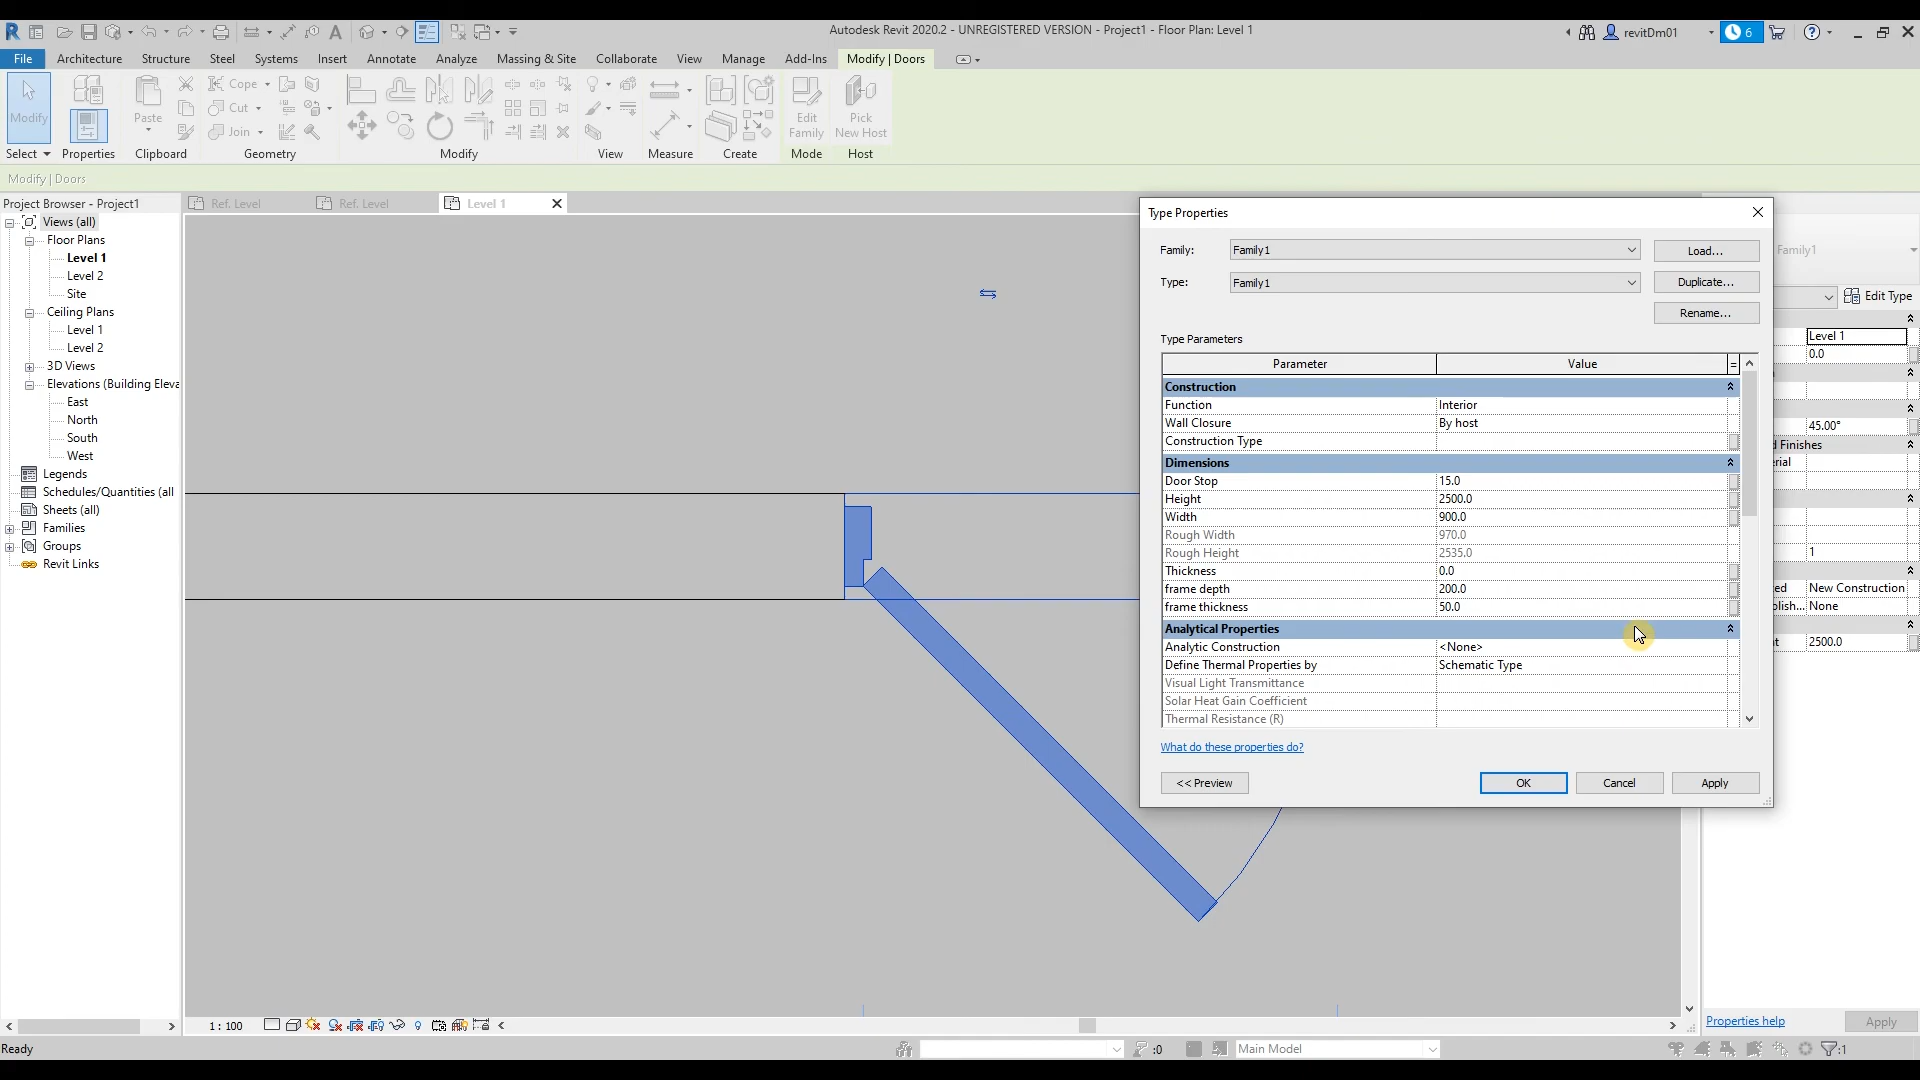 Autodesk Revit 2020.2 - UNREGISTERED VERSION - Project1 - Floor Plan: Level 1
6
revitDm01
File
Architecture
Structure
Steel
Systems
Insert
Annotate
Analyze
Massing & Site
Collaborate
View
Manage
Add-Ins
Modify | Doors
Modify
Paste
Cope
Cut
Join
Edit
Family
Pick
New Host
Select
Properties
Clipboard
Geometry
Modify
View
Measure
Create
Mode
Host
Modify | Doors
Project Browser - Project1
Ref. Level
Ref. Level
Level 1
Views (all)
Floor Plans
Level 1
Level 2
Site
Ceiling Plans
Level 1
Level 2
3D Views
Elevations (Building Eleva
East
North
South
West
Legends
Schedules/Quantities (all
Sheets (all)
Families
Groups
Revit Links
Type Properties
Family:
Family1
Load...
Type:
Family1
Duplicate...
Rename...
Type Parameters
Parameter
Value
=
Construction
Function
Interior
Wall Closure
By host
Construction Type
Dimensions
Door Stop
15.0
Height
2500.0
Width
900.0
Rough Width
970.0
Rough Height
2535.0
Thickness
0.0
frame depth
200.0
frame thickness
50.0
Analytical Properties
Analytic Construction
<None>
Define Thermal Properties by
Schematic Type
Visual Light Transmittance
Solar Heat Gain Coefficient
Thermal Resistance (R)
What do these properties do?
<< Preview
OK
Cancel
Apply
Family1
Edit Type
Level 1
0.0
45.00°
d Finishes
erial
1
ed
New Construction
olish...
None
t
2500.0
Properties help
Apply
1 : 100
Ready
:0
Main Model
:1